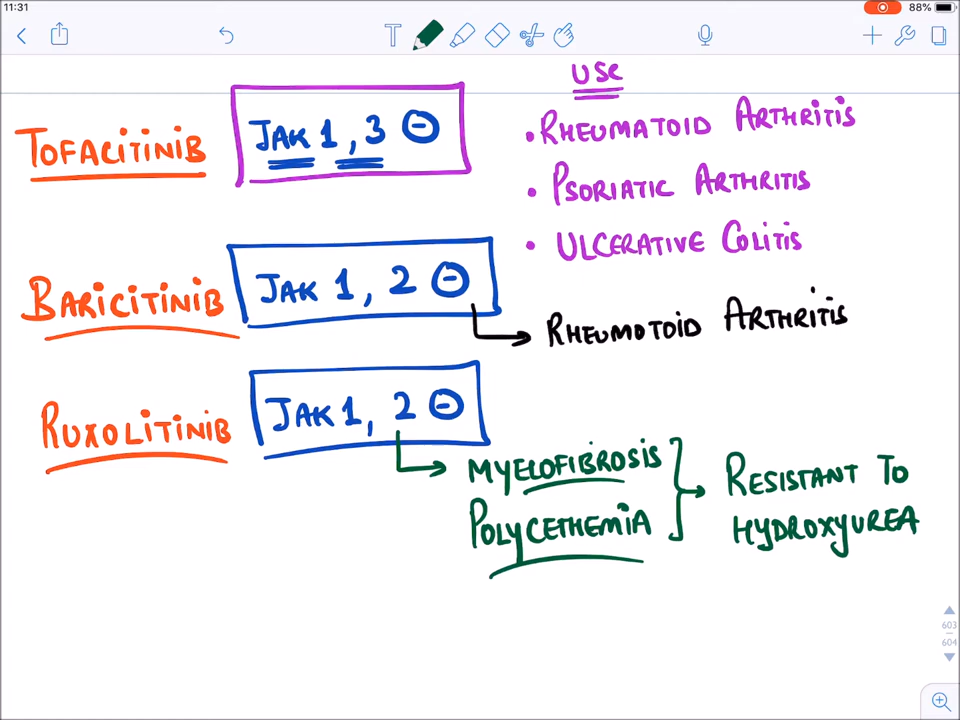 11:31
88%
T
USE
TOFACITINIB
JAK 1, 3 ⊖
• RHEUMATOID ARTHRITIS
• PSORIATIC ARTHRITIS
• ULCERATIVE COLITIS
BARICITINIB
JAK 1, 2 ⊖
RHEUMOTOID ARTHRITIS
RUXOLITINIB
JAK 1, 2 ⊖
MYELOFIBROSIS
POLYCETHEMIA
RESISTANT TO
HYDROXYUREA
603
604